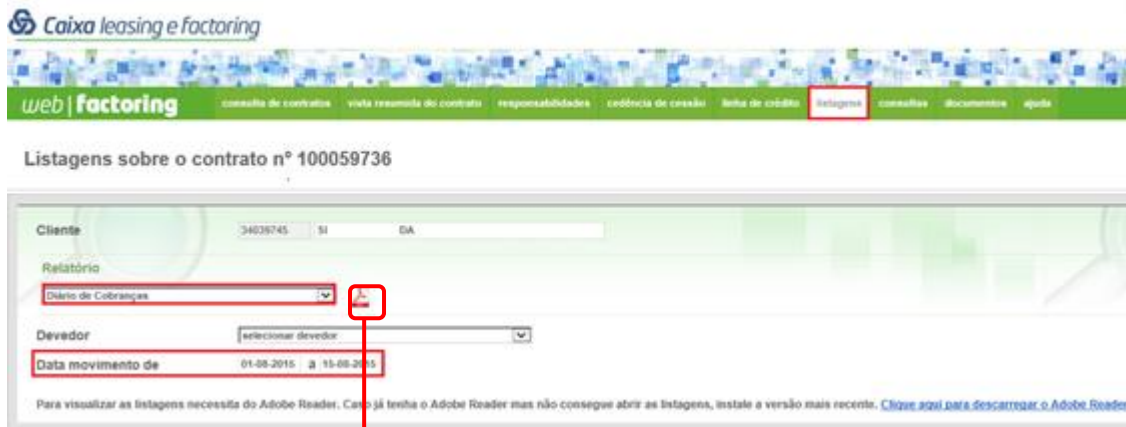 Caixa leasing e factoring
web|factoring consulta de contratos vista resumida do contrato responsabilidades cedência de cessão linha de crédito listagens consultas documentos ajuda
Listagens sobre o contrato nº 100059736
Cliente 34039745 SI DA
Relatório
Diário de Cobranças
Devedor selecionar devedor
Data movimento de 01-08-2015 a 15-08-2015
Para visualizar as listagens necessita do Adobe Reader. Caso já tenha o Adobe Reader mas não consegue abrir as listagens, instale a versão mais recente. Clique aqui para descarregar o Adobe Reader